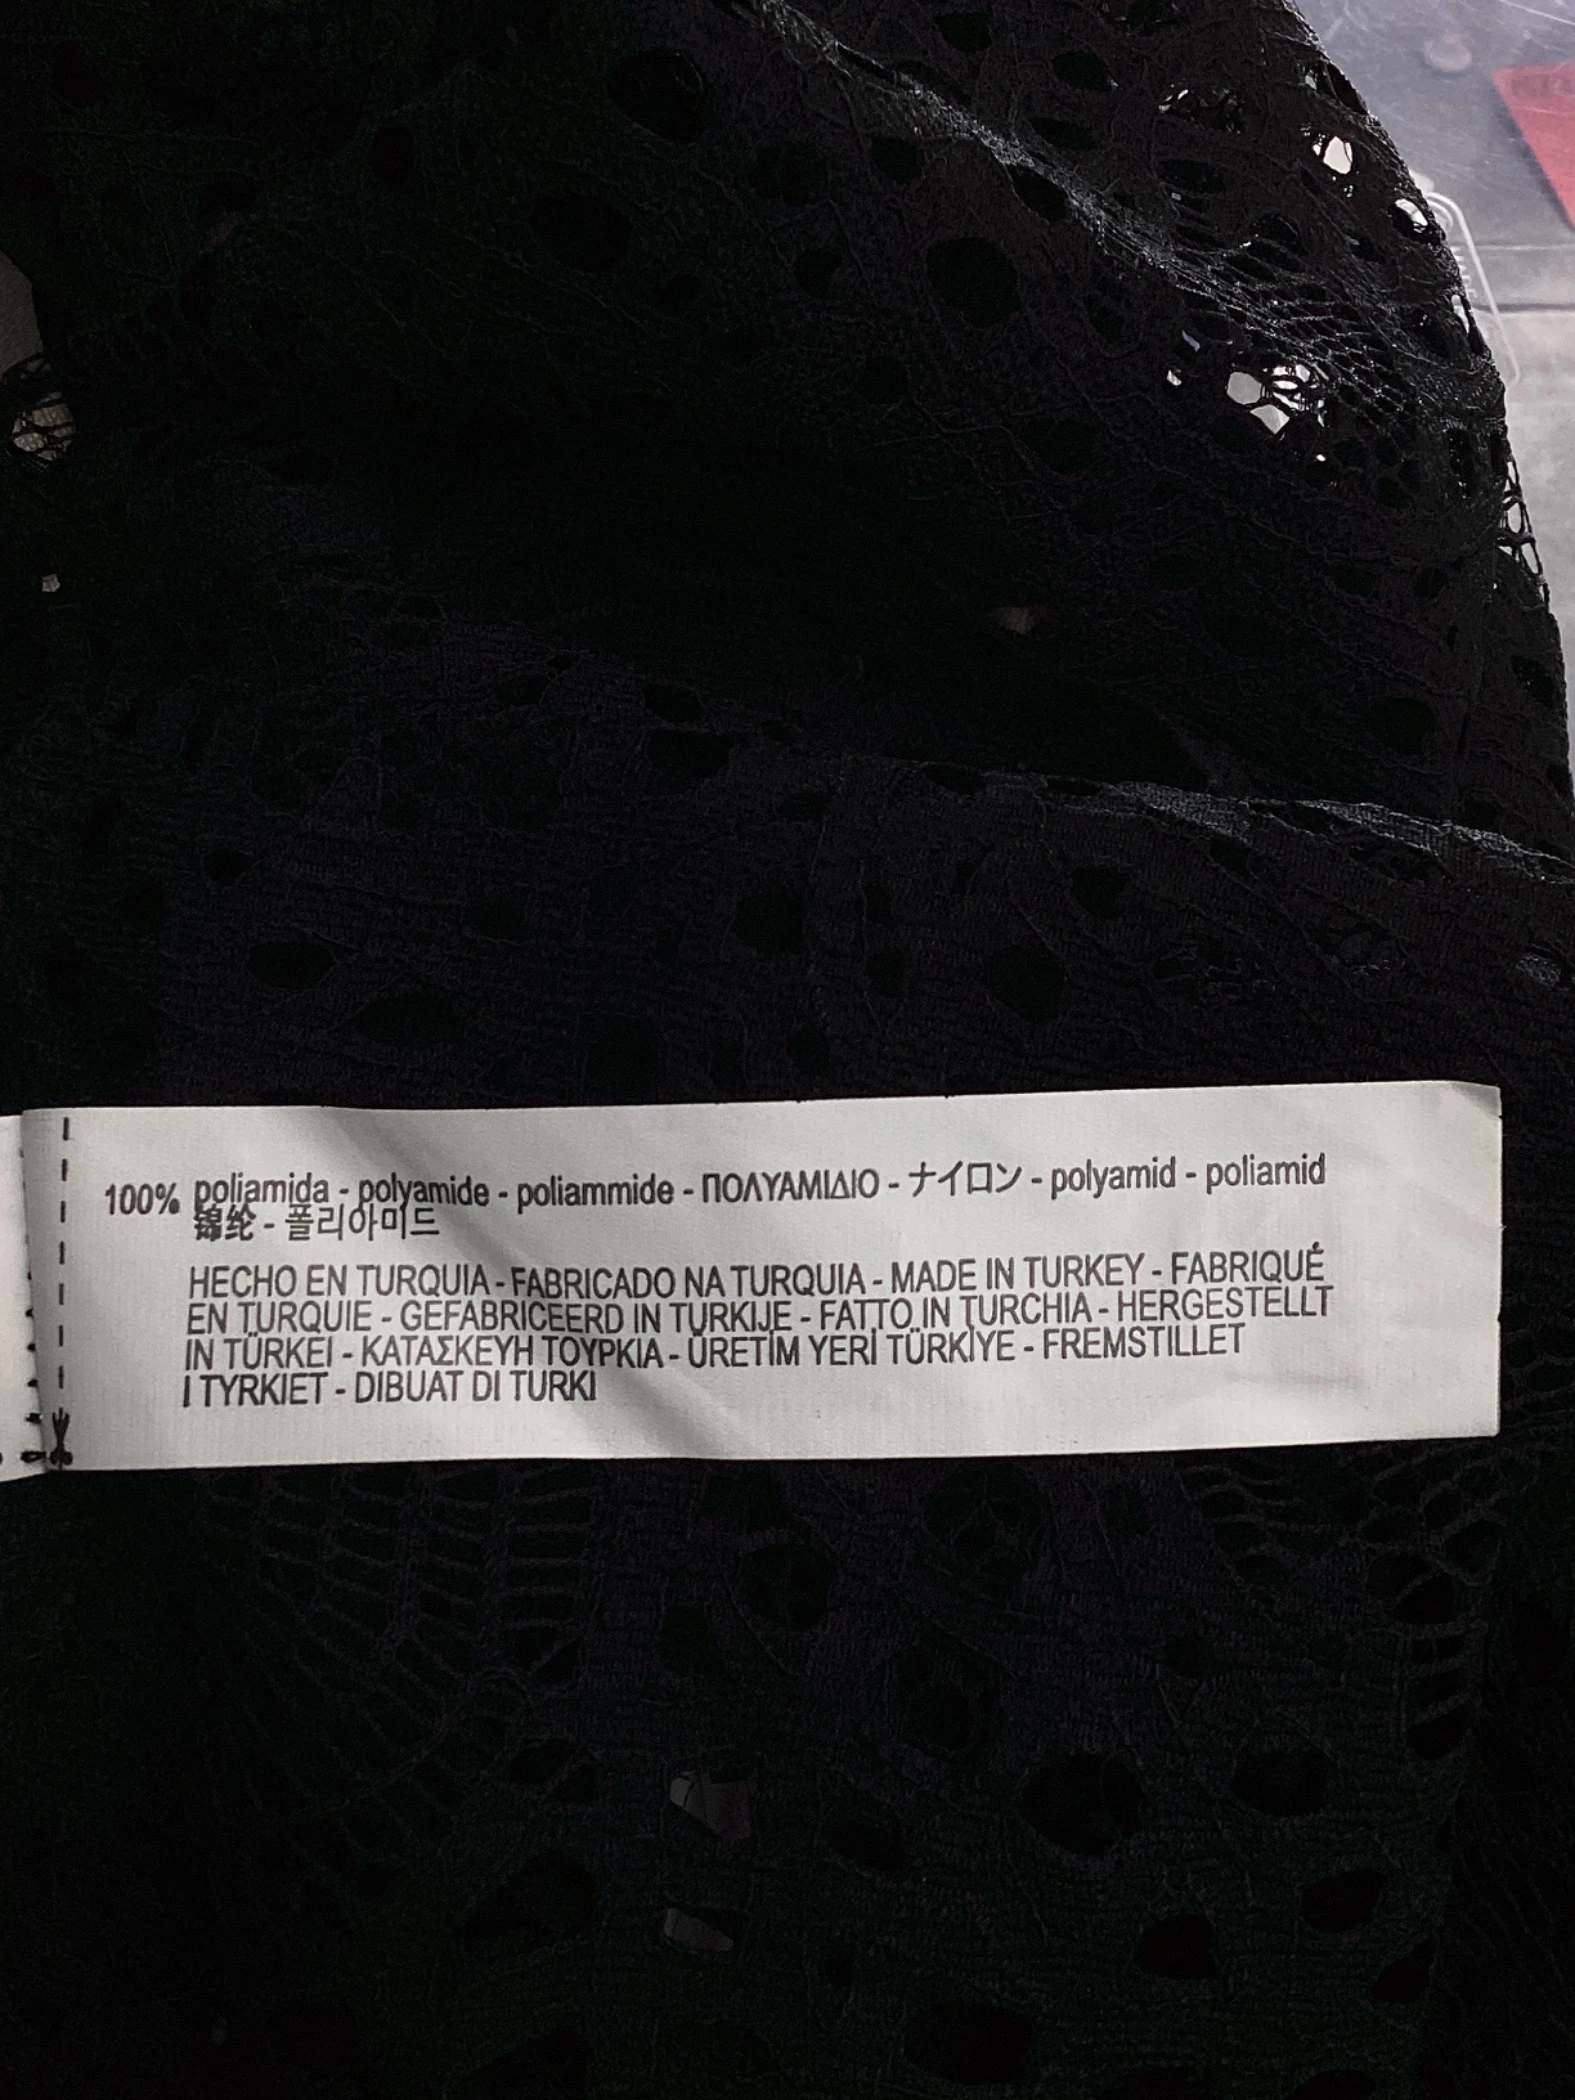 100% poliamida - polyamide - poliammide - ΠΟΛΥΑΜΙΔΙΟ - ナイロン - polyamid - poliamid
锦纶 - 폴리아미드
HECHO EN TURQUIA - FABRICADO NA TURQUIA - MADE IN TURKEY - FABRIQUÉ
EN TURQUIE - GEFABRICEERD IN TURKIJE - FATTO IN TURCHIA - HERGESTELLT
IN TÜRKEI - ΚΑΤΑΣΚΕΥΗ ΤΟΥΡΚΙΑ - ÜRETİM YERİ TÜRKİYE - FREMSTILLET
I TYRKIET - DIBUAT DI TURKI